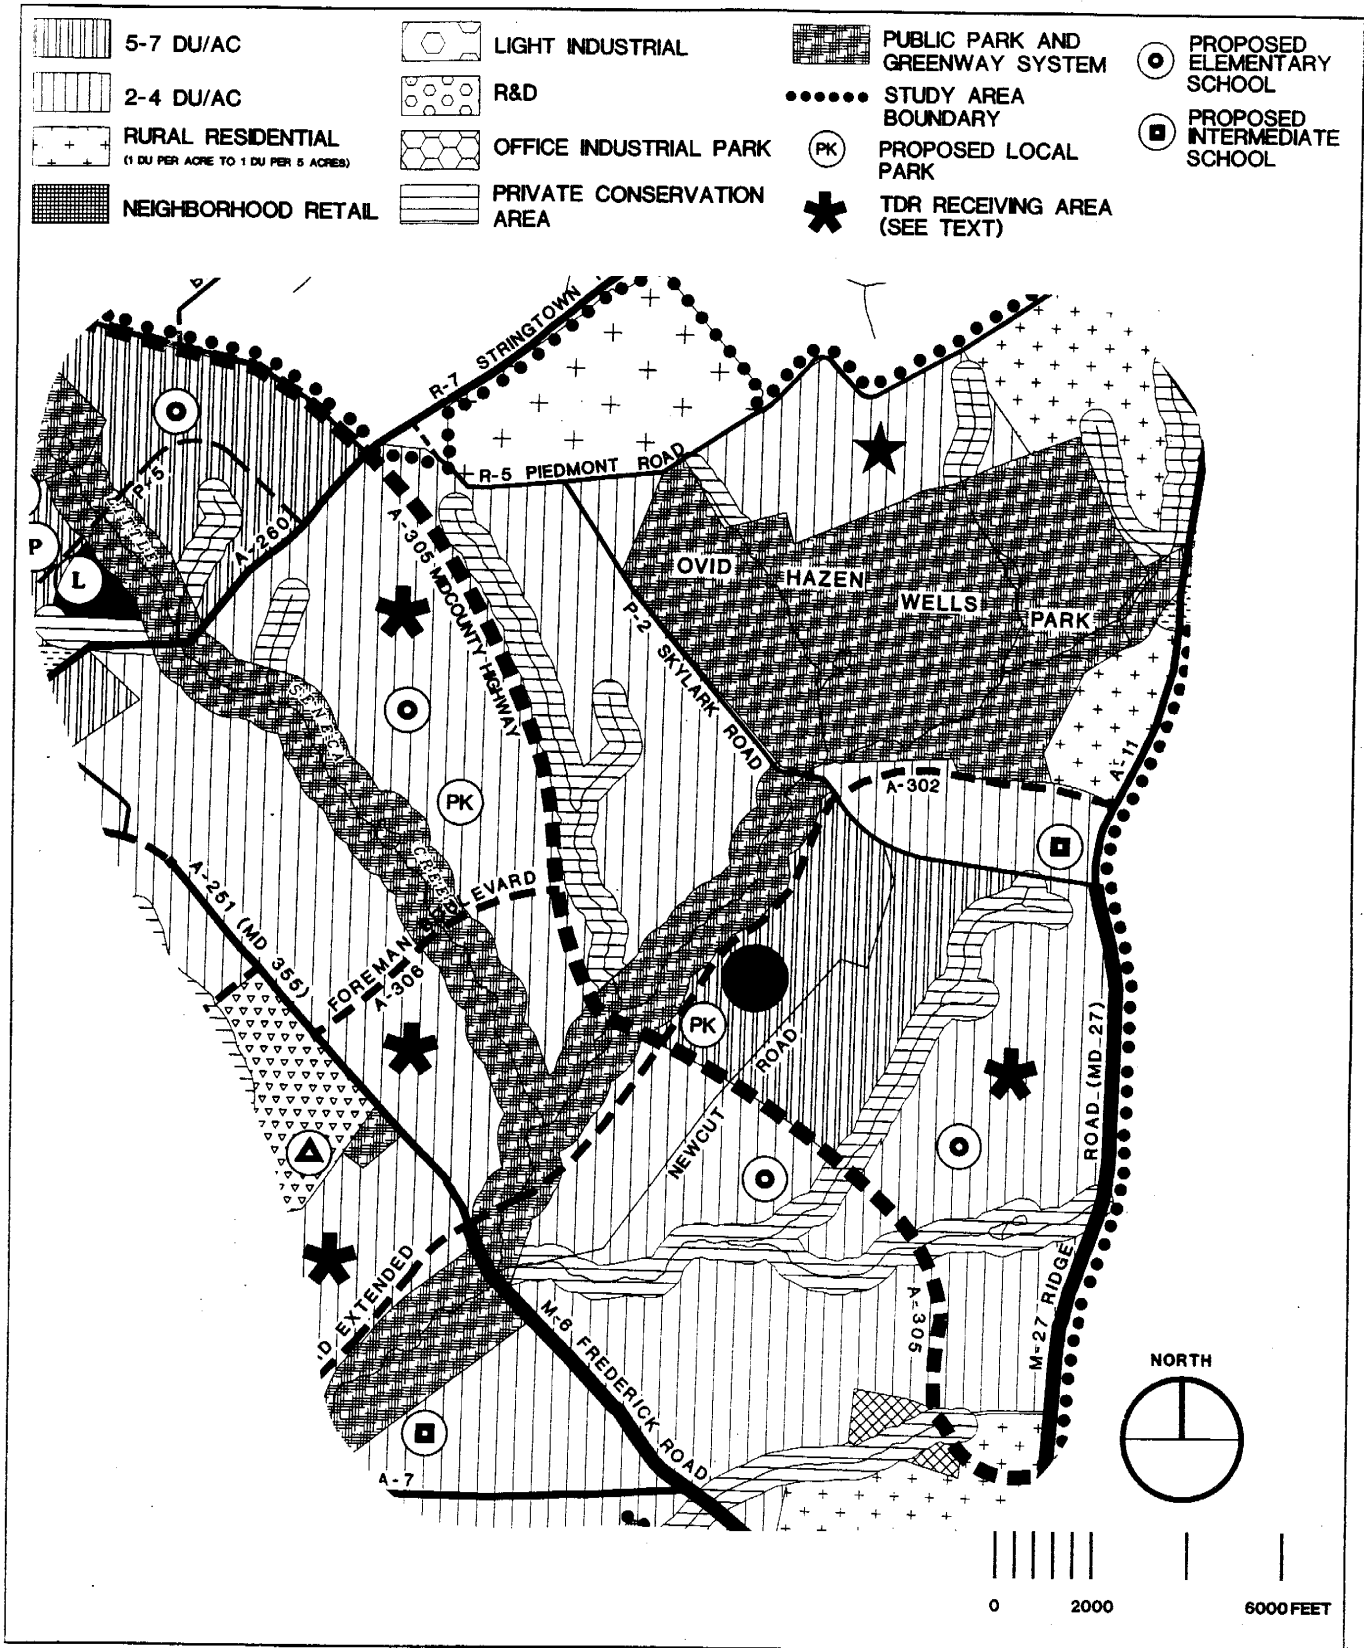 5-7 DU/AC
2-4 DU/AC
RURAL RESIDENTIAL
(1 DU PER ACRE TO 1 DU PER 5 ACRES)
NEIGHBORHOOD RETAIL
LIGHT INDUSTRIAL
R&D
OFFICE INDUSTRIAL PARK
PRIVATE CONSERVATION
AREA
PUBLIC PARK AND
GREENWAY SYSTEM
STUDY AREA
BOUNDARY
PK
PROPOSED LOCAL
PARK
TDR RECEIVING AREA
(SEE TEXT)
PROPOSED
ELEMENTARY
SCHOOL
PROPOSED
INTERMEDIATE
SCHOOL
R-7 STRINGTOWN
R-5 PIEDMONT ROAD
P-5
LITTLE
A-260
A-305 MIDCOUNTY HIGHWAY
P
L
OVID
HAZEN
WELLS
PARK
P-2 SKYLARK ROAD
SENECA
CREEK
A-11
A-302
PK
A-251 (MD 355)
FOREMAN BOULEVARD
A-306
PK
NEWCUT ROAD
M-27 RIDGE ROAD (MD 27)
D EXTENDED
A-305
M-6 FREDERICK ROAD
A-7
NORTH
0 2000 6000 FEET